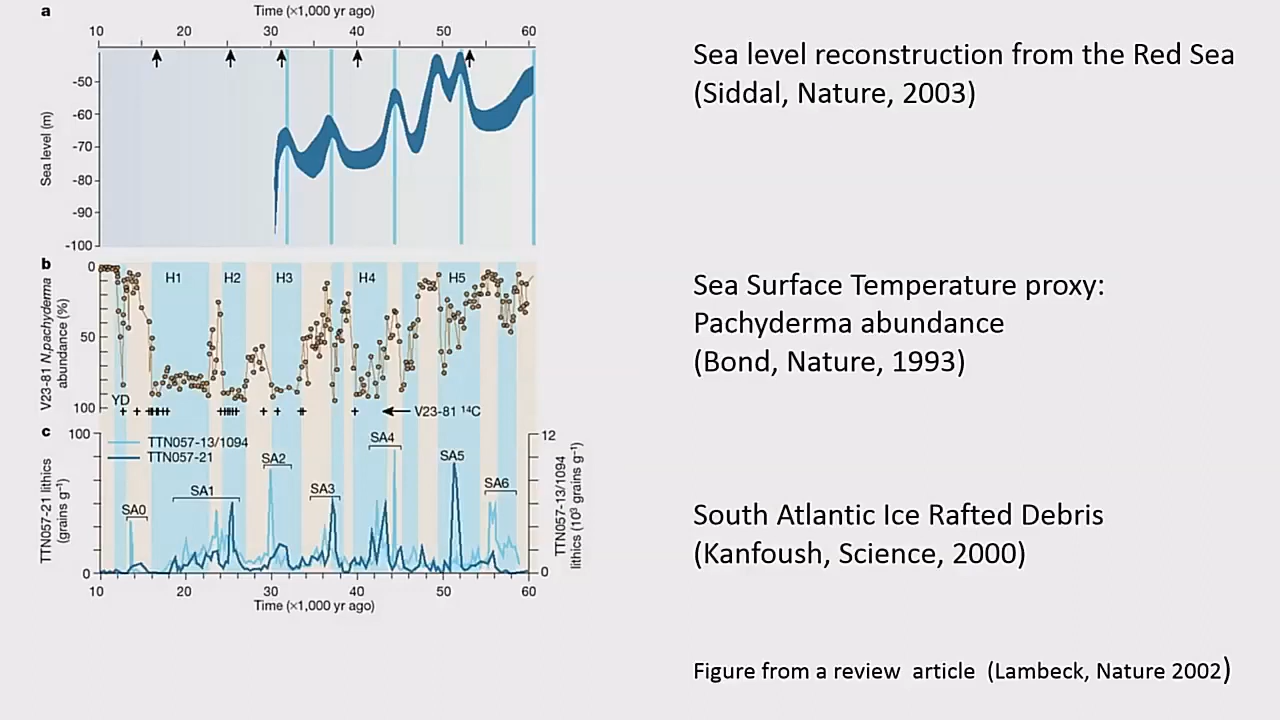 a
Time (×1,000 yr ago)
10 20 30 40 50 60
Sea level (m)
-50
-60
-70
-80
-90
-100
Sea level reconstruction from the Red Sea
(Siddal, Nature, 2003)
b
V23-81 N.pachyderma
abundance (%)
0
50
100
H1 H2 H3 H4 H5
YD
V23-81 ¹⁴C
Sea Surface Temperature proxy:
Pachyderma abundance
(Bond, Nature, 1993)
c
TTN057-21 lithics
(grains g⁻¹)
100
0
TTN057-13/1094
TTN057-21
SA0 SA1 SA2 SA3 SA4 SA5 SA6
12
0
TTN057-13/1094
lithics (10³ grains g⁻¹)
10 20 30 40 50 60
Time (×1,000 yr ago)
South Atlantic Ice Rafted Debris
(Kanfoush, Science, 2000)
Figure from a review article (Lambeck, Nature 2002)